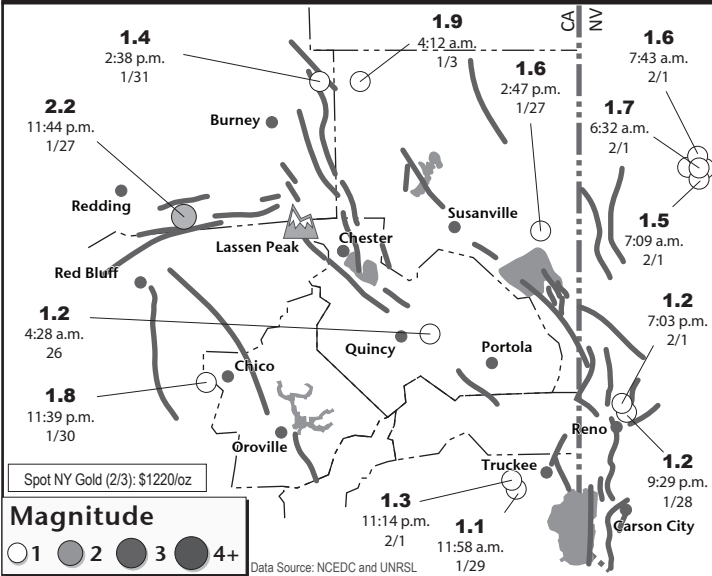 1.4
2:38 p.m.
1/31
1.9
4:12 a.m.
1/3
CA
NV
1.6
7:43 a.m.
2/1
1.6
2:47 p.m.
1/27
1.7
6:32 a.m.
2/1
2.2
11:44 p.m.
1/27
Burney
Redding
Susanville
1.5
7:09 a.m.
2/1
Lassen Peak
Chester
Red Bluff
1.2
4:28 a.m.
26
1.2
7:03 p.m.
2/1
Quincy
Portola
Chico
1.8
11:39 p.m.
1/30
Reno
Oroville
1.2
9:29 p.m.
1/28
Truckee
Spot NY Gold (2/3): $1220/oz
1.3
11:14 p.m.
2/1
1.1
11:58 a.m.
1/29
Carson City
Magnitude
1 2 3 4+
Data Source: NCEDC and UNRSL